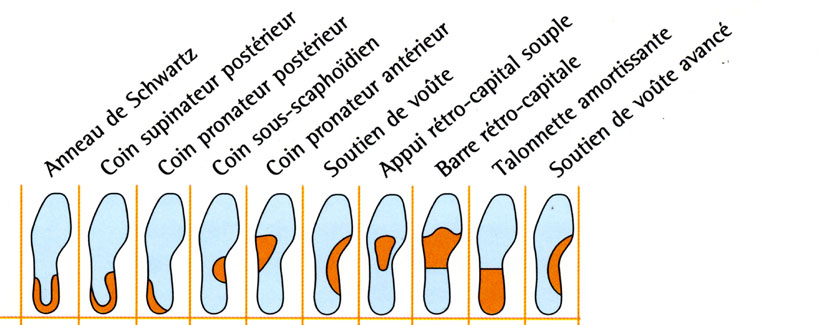 Anneau de Schwartz
Coin supinateur postérieur
Coin pronateur postérieur
Coin sous-scaphoïdien
Coin pronateur antérieur
Soutien de voûte
Appui rétro-capital souple
Barre rétro-capitale
Talonnette amortissante
Soutien de voûte avancé